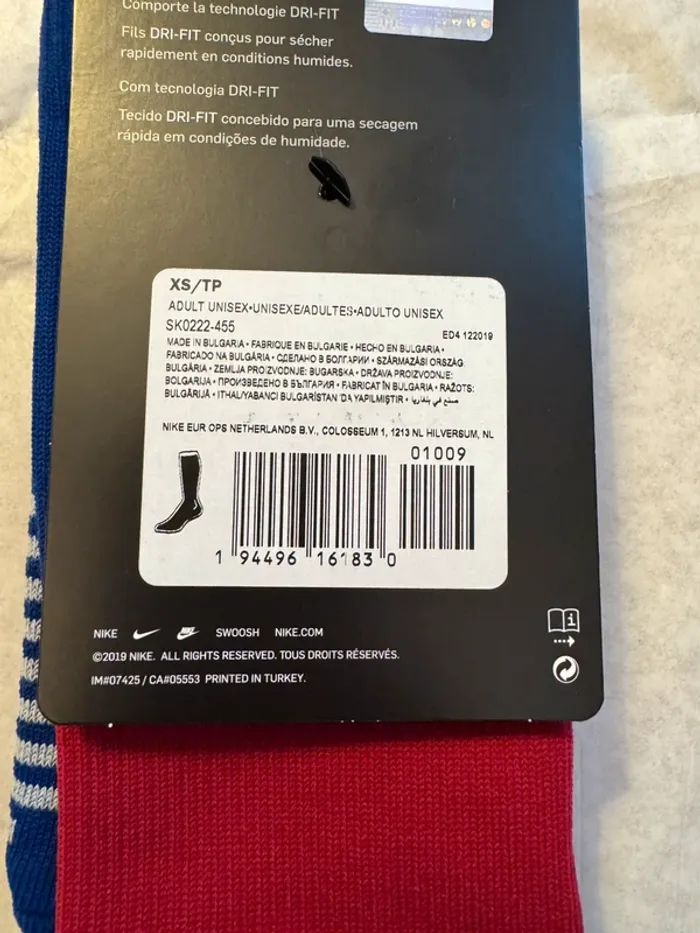 Comporte la technologie DRI-FIT
Fils DRI-FIT conçus pour sécher
rapidement en conditions humides.
Com tecnologia DRI-FIT
Tecido DRI-FIT concebido para uma secagem
rápida em condições de humidade.
XS/TP
ADULT UNISEX•UNISEXE/ADULTES•ADULTO UNISEX
SK0222-455
ED4 122019
MADE IN BULGARIA • FABRIQUE EN BULGARIE • HECHO EN BULGARIA •
FABRICADO NA BULGÁRIA • СДЕЛАНО В БОЛГАРИИ • SZÁRMAZÁSI ORSZÁG
BULGÁRIA • ZEMLJA PROIZVODNJE: BUGARSKA • DRŽAVA PROIZVODNJE:
BOLGARIJA • ПРОИЗВЕДЕНО В БЪЛГАРИЯ • FABRICAT ÎN BULGARIA • RAŽOTS:
BULGĀRIJĀ • ITHALIYABANCI BULGARİSTAN'DA YAPILMIŞTIR • صنع في بلغاريا
NIKE EUR OPS NETHERLANDS B.V., COLOSSEUM 1, 1213 NL HILVERSUM, NL
01009
1 94496 16183 0
NIKE SWOOSH NIKE.COM
©2019 NIKE. ALL RIGHTS RESERVED. TOUS DROITS RÉSERVÉS.
IM#07425 / CA#05553 PRINTED IN TURKEY.